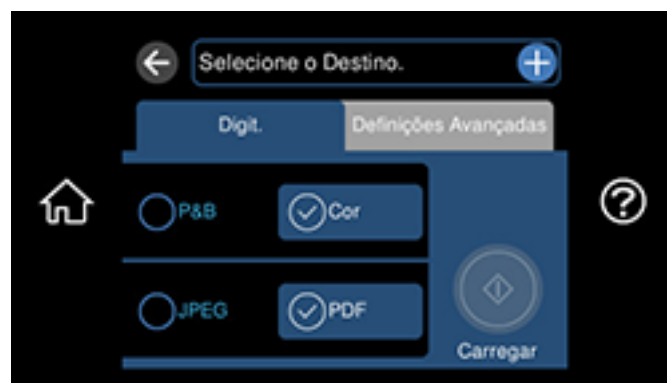 Selecione o Destino.
Digit.
Definições Avançadas
P&B
Cor
JPEG
PDF
Carregar